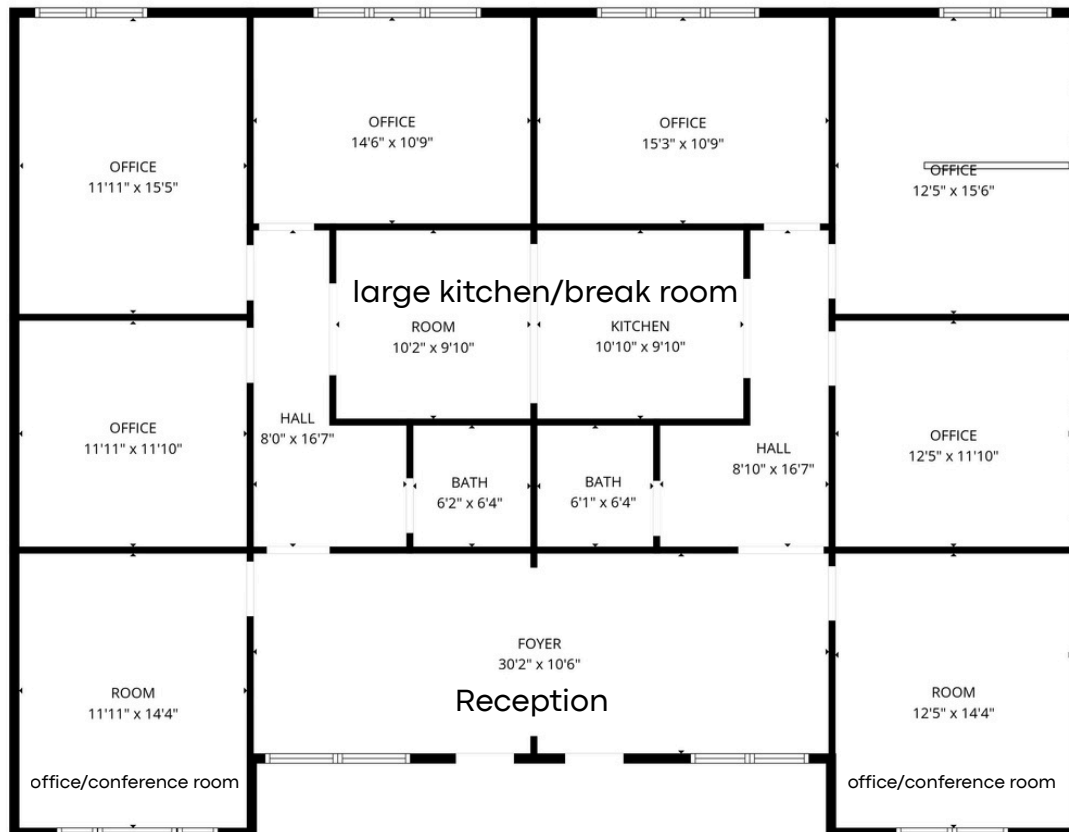 OFFICE
14'6" x 10'9"
OFFICE
15'3" x 10'9"
OFFICE
11'11" x 15'5"
OFFICE
12'5" x 15'6"
large kitchen/break room
ROOM
10'2" x 9'10"
KITCHEN
10'10" x 9'10"
OFFICE
11'11" x 11'10"
HALL
8'0" x 16'7"
HALL
8'10" x 16'7"
OFFICE
12'5" x 11'10"
BATH
6'2" x 6'4"
BATH
6'1" x 6'4"
FOYER
30'2" x 10'6"
Reception
ROOM
11'11" x 14'4"
ROOM
12'5" x 14'4"
office/conference room
office/conference room